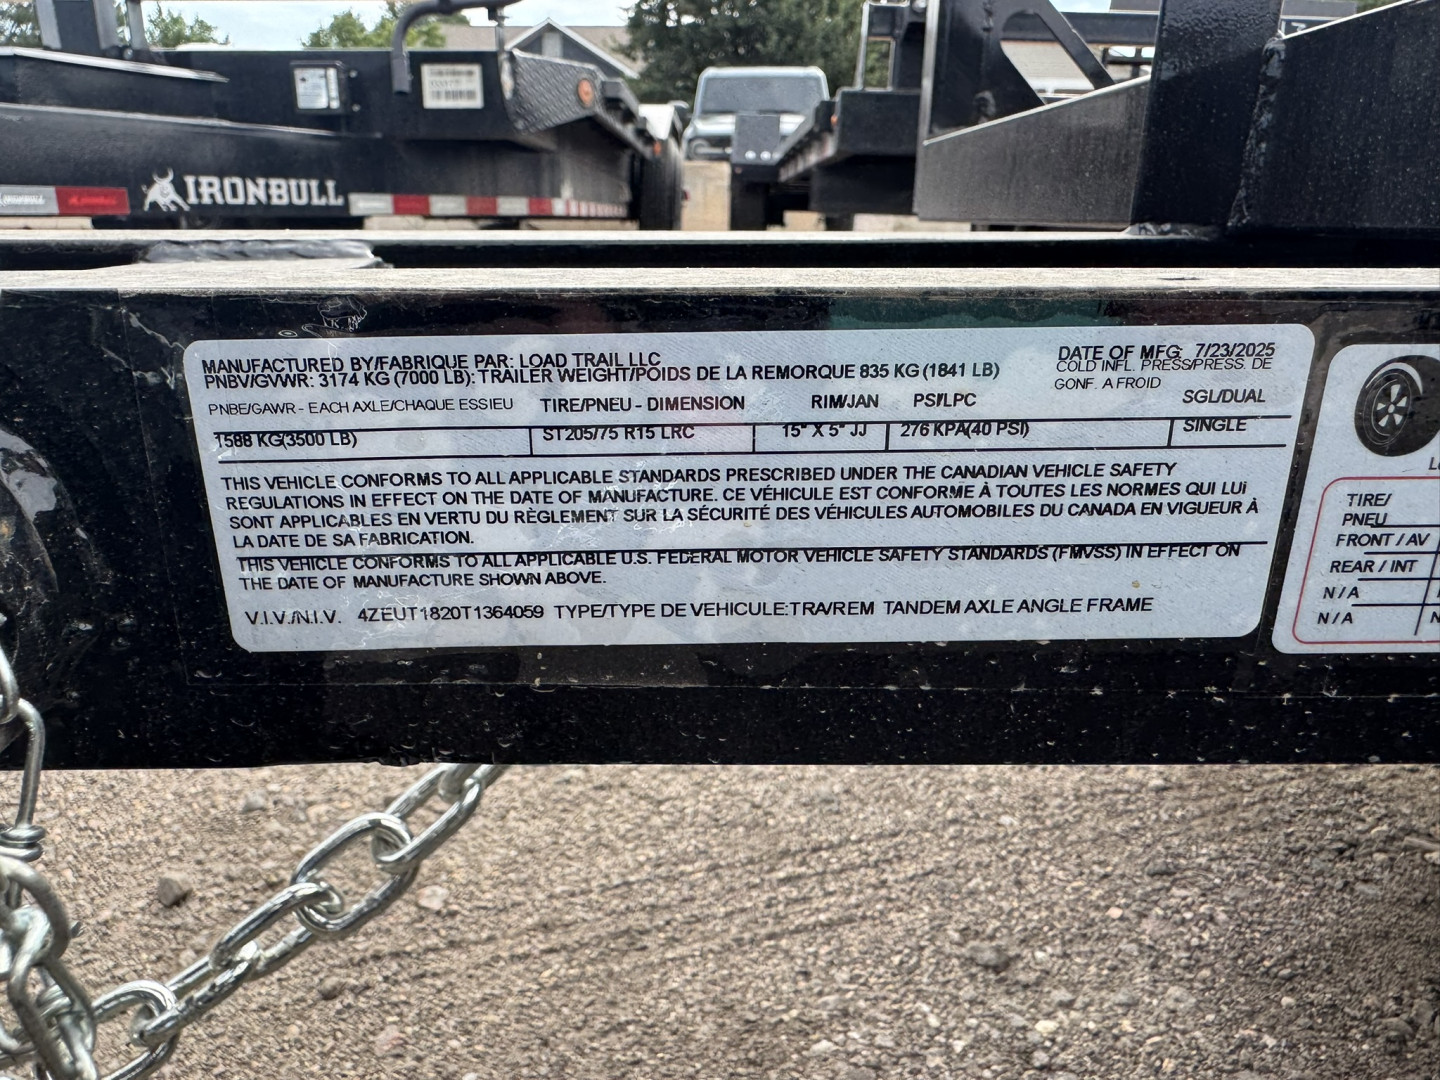 IRONBULL
MANUFACTURED BY/FABRIQUE PAR: LOAD TRAIL LLC
DATE OF MFG: 7/23/2025
PNBV/GVWR: 3174 KG (7000 LB): TRAILER WEIGHT/POIDS DE LA REMORQUE 835 KG (1841 LB)
COLD INFL. PRESS/PRESS. DE
GONF. A FROID
PNBE/GAWR - EACH AXLE/CHAQUE ESSIEU TIRE/PNEU - DIMENSION RIM/JAN PSI/LPC SGL/DUAL
1588 KG(3500 LB) ST205/75 R15 LRC 15" X 5" JJ 276 KPA(40 PSI) SINGLE
THIS VEHICLE CONFORMS TO ALL APPLICABLE STANDARDS PRESCRIBED UNDER THE CANADIAN VEHICLE SAFETY
REGULATIONS IN EFFECT ON THE DATE OF MANUFACTURE. CE VÉHICULE EST CONFORME À TOUTES LES NORMES QUI LUI
SONT APPLICABLES EN VERTU DU RÈGLEMENT SUR LA SÉCURITÉ DES VÉHICULES AUTOMOBILES DU CANADA EN VIGUEUR À
LA DATE DE SA FABRICATION.
THIS VEHICLE CONFORMS TO ALL APPLICABLE U.S. FEDERAL MOTOR VEHICLE SAFETY STANDARDS (FMVSS) IN EFFECT ON
THE DATE OF MANUFACTURE SHOWN ABOVE.
V.I.V./N.I.V. 4ZEUT1820T1364059 TYPE/TYPE DE VEHICULE:TRA/REM TANDEM AXLE ANGLE FRAME
TIRE/
PNEU
FRONT / AV
REAR / INT
N/A
N/A